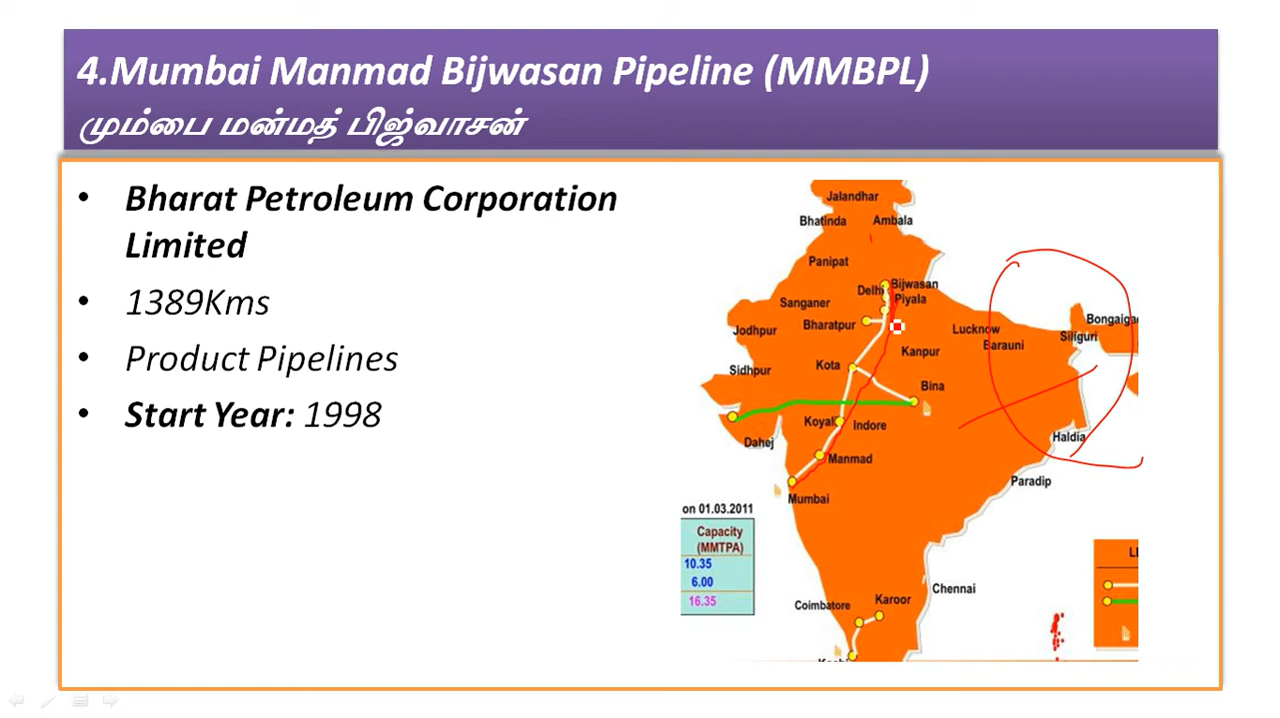 4.Mumbai Manmad Bijwasan Pipeline (MMBPL)
மும்பை மன்மத் பிஜ்வாசன்
• Bharat Petroleum Corporation
Limited
• 1389Kms
• Product Pipelines
• Start Year: 1998
Jalandhar
Bhatinda
Ambala
Panipat
Delhi
Bijwasan
Piyala
Sanganer
Bharatpur
Jodhpur
Lucknow
Barauni
Siliguri
Bongaiga
Kanpur
Kota
Sidhpur
Bina
Koyali
Indore
Dahej
Haldia
Manmad
Mumbai
Paradip
on 01.03.2011
Capacity
(MMTPA)
10.35
6.00
16.35
Chennai
Coimbatore
Karoor